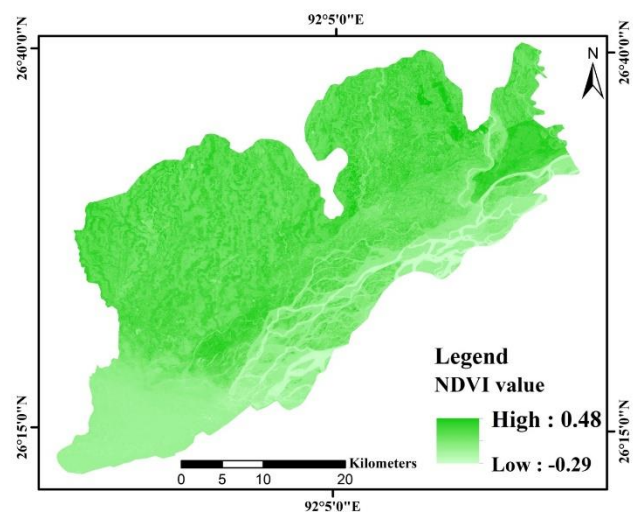 92°5'0"E
26°40'0"N
26°40'0"N
N
Legend
NDVI value
High : 0.48
Low : -0.29
26°15'0"N
26°15'0"N
Kilometers
0 5 10 20
92°5'0"E